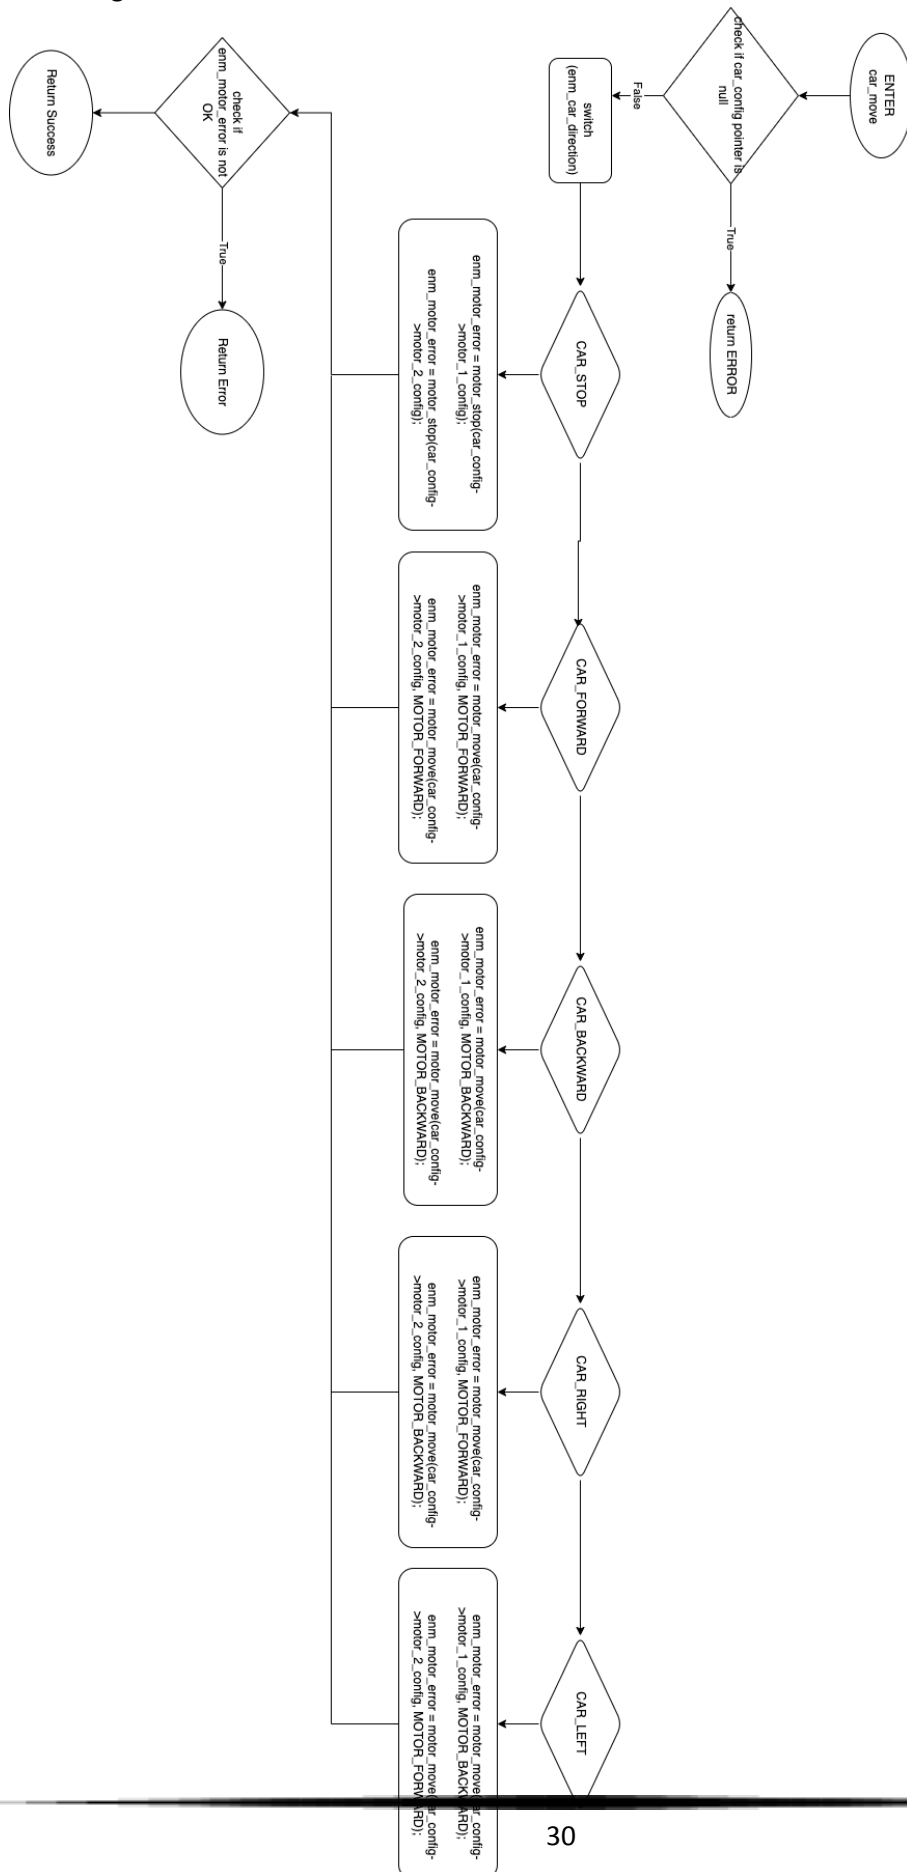 ENTER
car_move
check if car_config pointer is
null
True
return ERROR
False
switch
(enm_car_direction)
CAR_STOP
CAR_FORWARD
CAR_BACKWARD
CAR_RIGHT
CAR_LEFT
enm_motor_error = motor_stop(car_config-
>motor_1_config);
enm_motor_error = motor_stop(car_config-
>motor_2_config);
enm_motor_error = motor_move(car_config-
>motor_1_config, MOTOR_FORWARD);
enm_motor_error = motor_move(car_config-
>motor_2_config, MOTOR_FORWARD);
enm_motor_error = motor_move(car_config-
>motor_1_config, MOTOR_BACKWARD);
enm_motor_error = motor_move(car_config-
>motor_2_config, MOTOR_BACKWARD);
enm_motor_error = motor_move(car_config-
>motor_1_config, MOTOR_FORWARD);
enm_motor_error = motor_move(car_config-
>motor_2_config, MOTOR_BACKWARD);
enm_motor_error = motor_move(car_config-
>motor_1_config, MOTOR_BACKWARD);
enm_motor_error = motor_move(car_config-
>motor_2_config, MOTOR_FORWARD);
check if
enm_motor_error is not
OK
True
Return Error
Return Success
30